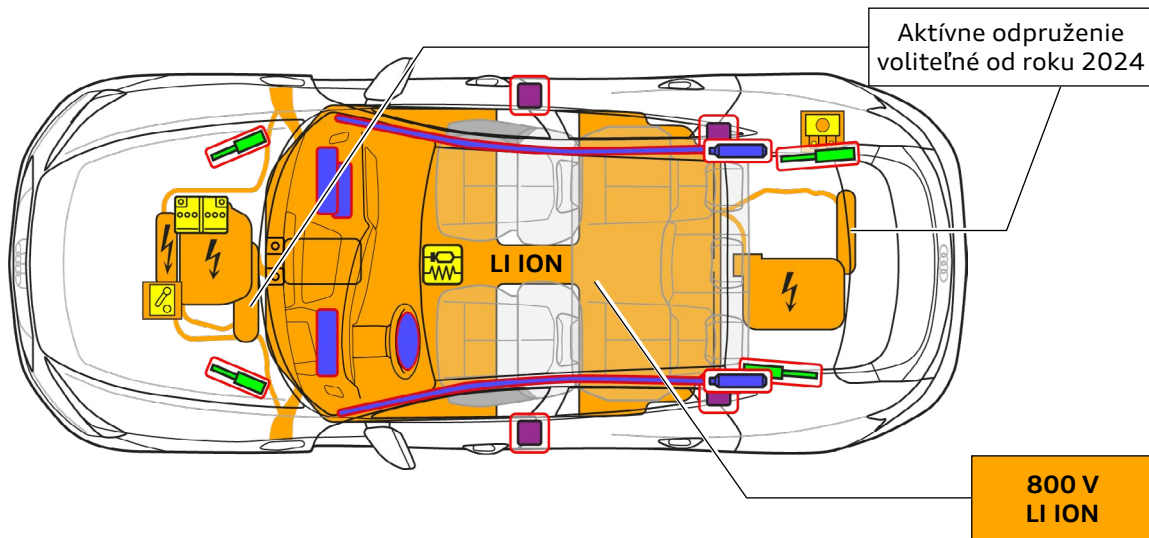 Aktívne odpruženie
voliteľné od roku 2024
LI ION
800 V
LI ION